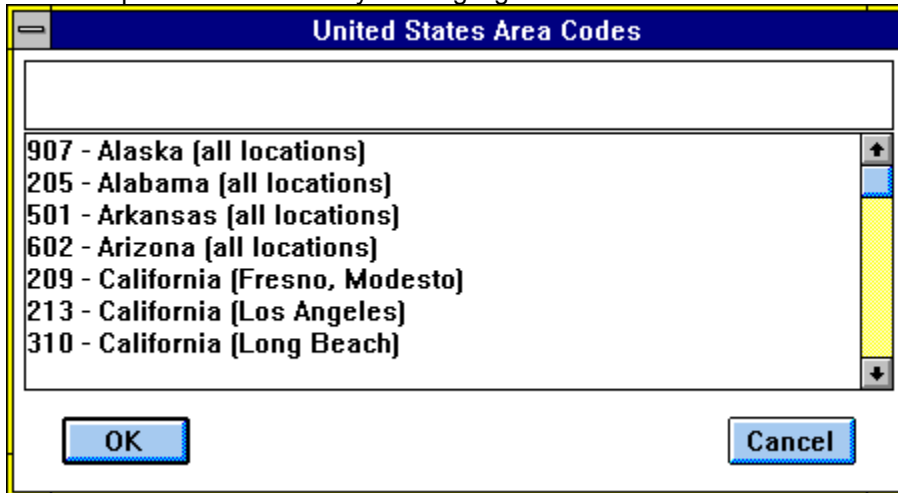 United States Area Codes
907 - Alaska (all locations)
205 - Alabama (all locations)
501 - Arkansas (all locations)
602 - Arizona (all locations)
209 - California (Fresno, Modesto)
213 - California (Los Angeles)
310 - California (Long Beach)
OK Cancel